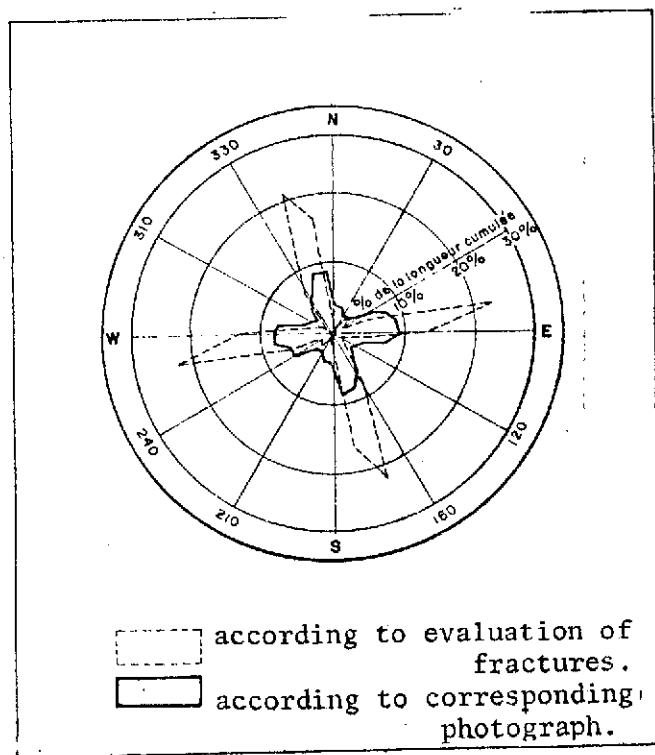 N
30
E
120
160
S
210
240
W
310
330
% de la longueur cumulée
10%
20%
30%
according to evaluation of
fractures.
according to corresponding
photograph.